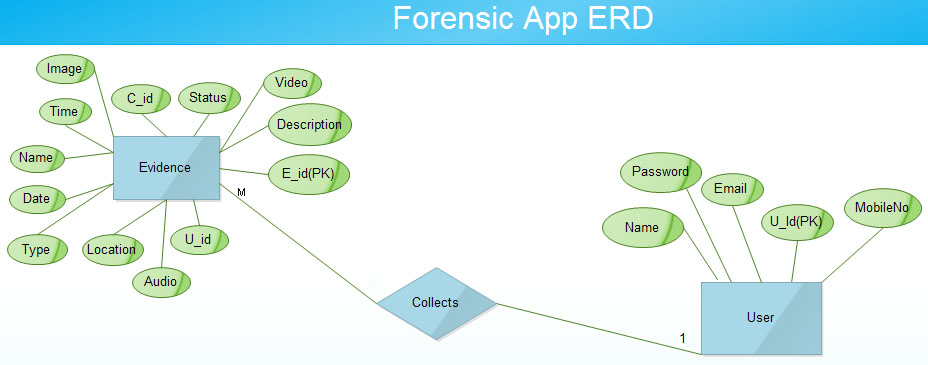 Forensic App ERD
Image
C_id
Status
Video
Time
Description
Name
Evidence
E_id(PK)
M
Date
Type
Location
U_id
Audio
Collects
Password
Email
Name
U_Id(PK)
MobileNo
User
1